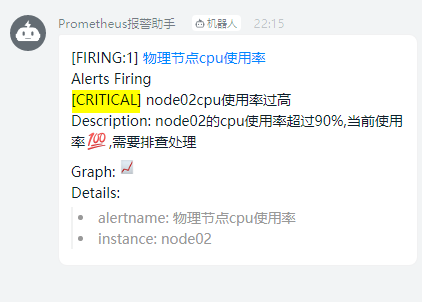 Prometheus报警助手 机器人 22:15
[FIRING:1] 物理节点cpu使用率
Alerts Firing
[CRITICAL] node02cpu使用率过高
Description: node02的cpu使用率超过90%,当前使用
率💯,需要排查处理
Graph: 📈
Details:
• alertname: 物理节点cpu使用率
• instance: node02